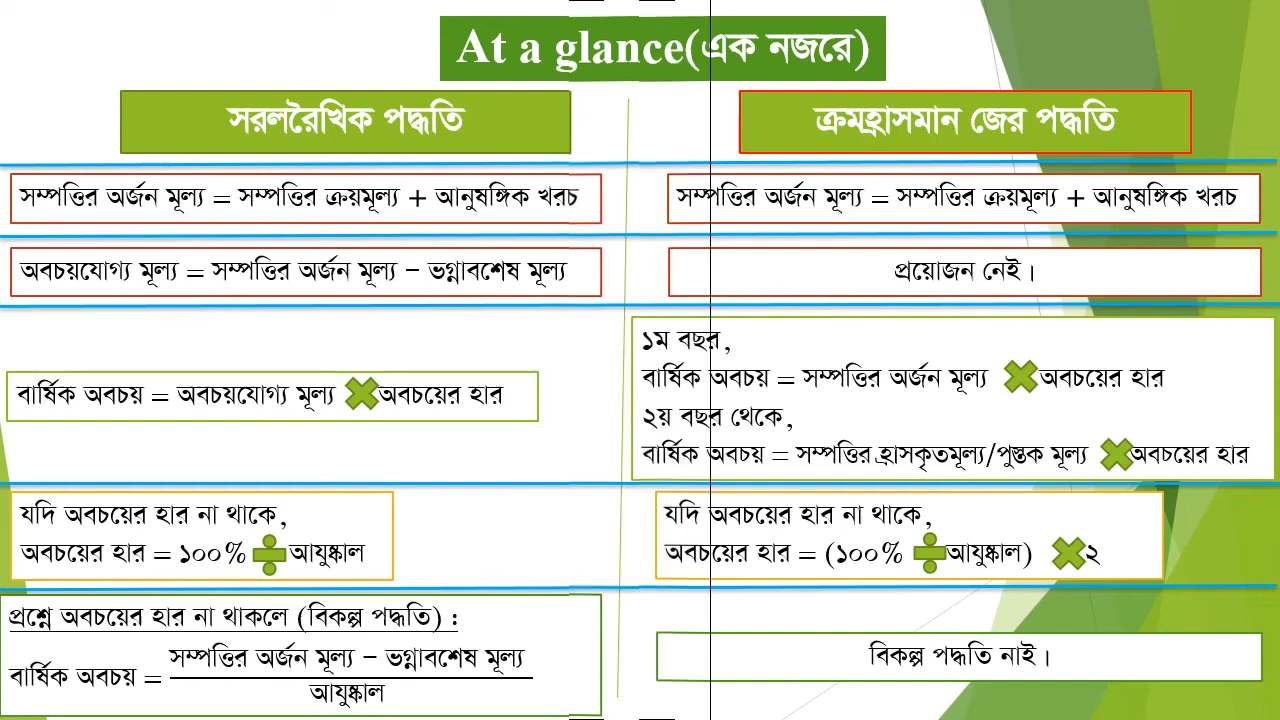 At a glance(এক নজরে)
সরলরৈখিক পদ্ধতি
ক্রমহ্রাসমান জের পদ্ধতি
সম্পত্তির অর্জন মূল্য = সম্পত্তির ক্রয়মূল্য + আনুষঙ্গিক খরচ
সম্পত্তির অর্জন মূল্য = সম্পত্তির ক্রয়মূল্য + আনুষঙ্গিক খরচ
অবচয়যোগ্য মূল্য = সম্পত্তির অর্জন মূল্য – ভগ্নাবশেষ মূল্য
প্রয়োজন নেই।
বার্ষিক অবচয় = অবচয়যোগ্য মূল্য ✖ অবচয়ের হার
১ম বছর,
বার্ষিক অবচয় = সম্পত্তির অর্জন মূল্য ✖ অবচয়ের হার
২য় বছর থেকে,
বার্ষিক অবচয় = সম্পত্তির হ্রাসকৃতমূল্য/পুস্তক মূল্য ✖ অবচয়ের হার
যদি অবচয়ের হার না থাকে,
অবচয়ের হার = ১০০% ÷ আযুষ্কাল
যদি অবচয়ের হার না থাকে,
অবচয়ের হার = (১০০% ÷ আযুষ্কাল) ✖ ২
প্রশ্নে অবচয়ের হার না থাকলে (বিকল্প পদ্ধতি) :
সম্পত্তির অর্জন মূল্য – ভগ্নাবশেষ মূল্য
বার্ষিক অবচয় =
আযুষ্কাল
বিকল্প পদ্ধতি নাই।